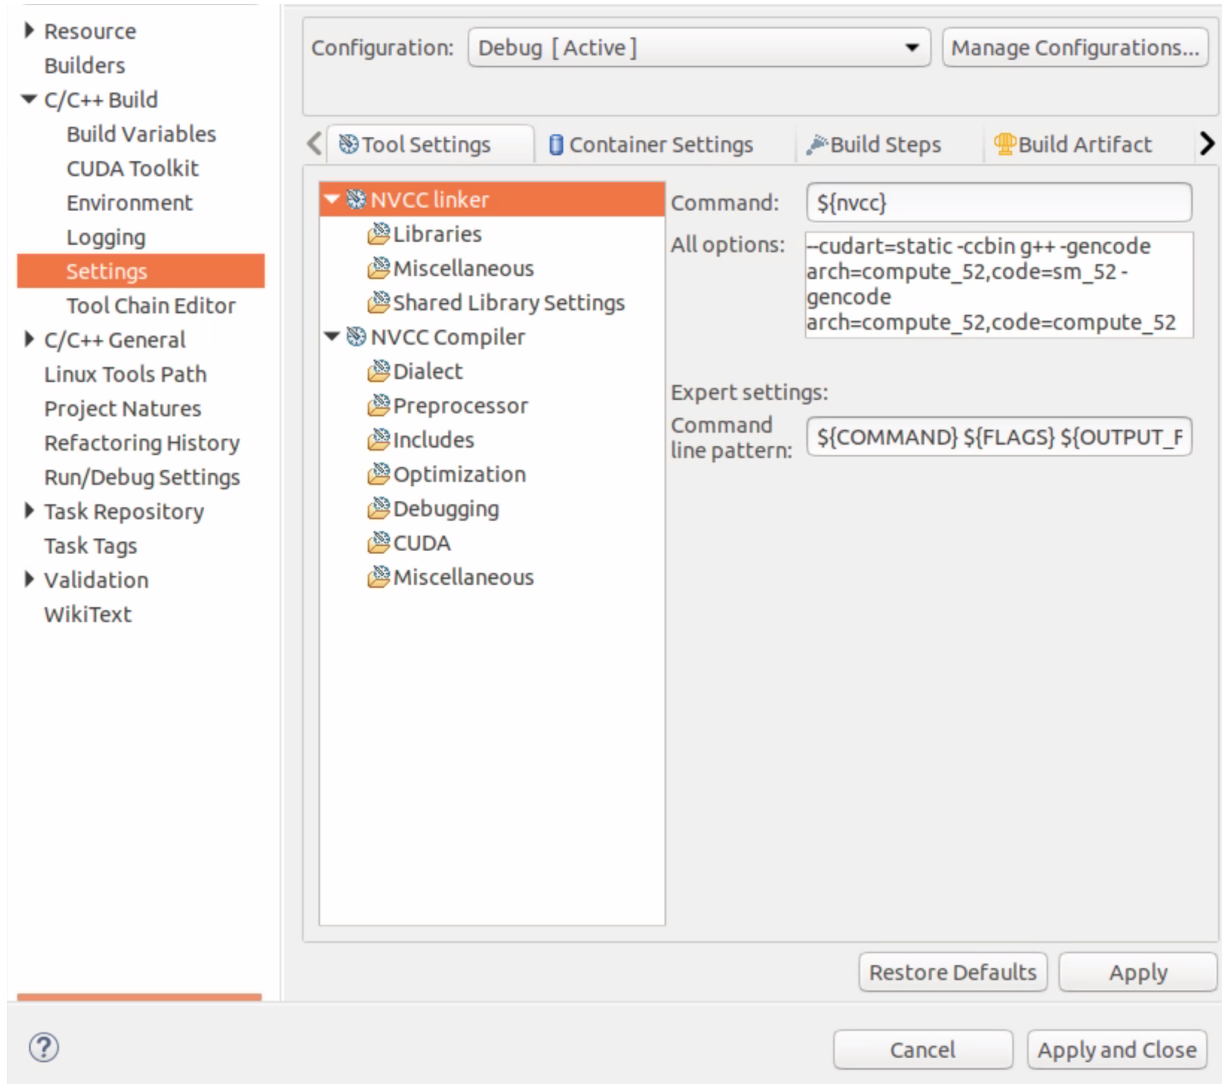 Resource
Builders
C/C++ Build
Build Variables
CUDA Toolkit
Environment
Logging
Settings
Tool Chain Editor
C/C++ General
Linux Tools Path
Project Natures
Refactoring History
Run/Debug Settings
Task Repository
Task Tags
Validation
WikiText
Configuration: Debug [ Active ] Manage Configurations...
Tool Settings Container Settings Build Steps Build Artifact
NVCC linker
Libraries
Miscellaneous
Shared Library Settings
NVCC Compiler
Dialect
Preprocessor
Includes
Optimization
Debugging
CUDA
Miscellaneous
Command: ${nvcc}
All options: --cudart=static -ccbin g++ -gencode
arch=compute_52,code=sm_52 -
gencode
arch=compute_52,code=compute_52
Expert settings:
Command
line pattern: ${COMMAND} ${FLAGS} ${OUTPUT_F
Restore Defaults Apply
? Cancel Apply and Close